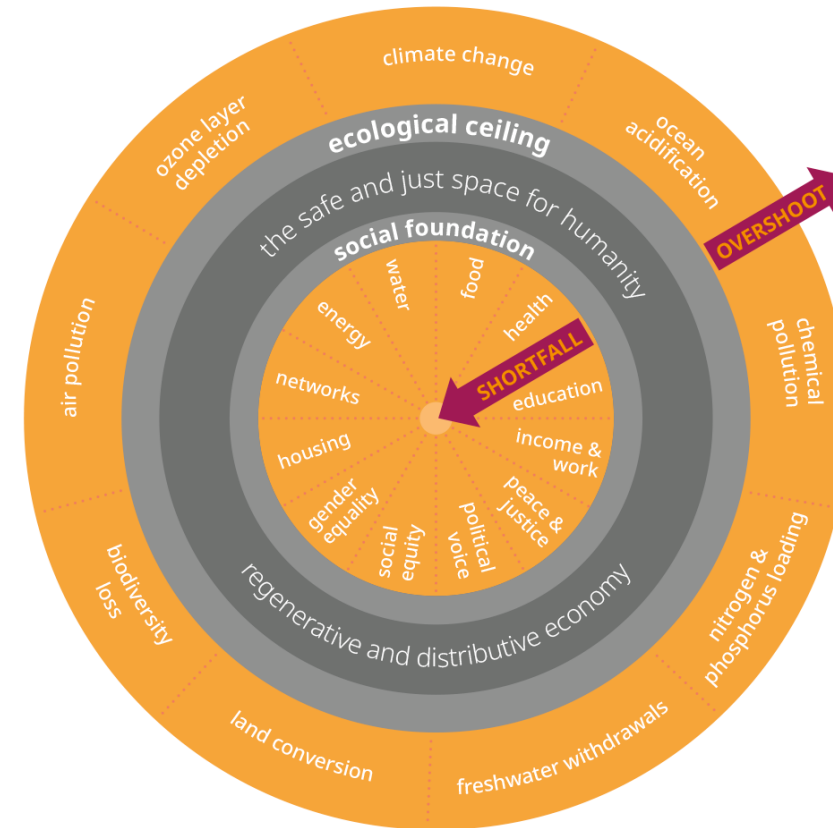 climate change
ocean
acidification
OVERSHOOT
chemical
pollution
nitrogen &
phosphorus loading
freshwater withdrawals
land conversion
biodiversity
loss
air pollution
ozone layer
depletion
ecological ceiling
the safe and just space for humanity
social foundation
water
food
health
SHORTFALL
education
income &
work
peace &
justice
political
voice
social
equity
gender
equality
housing
networks
energy
regenerative and distributive economy